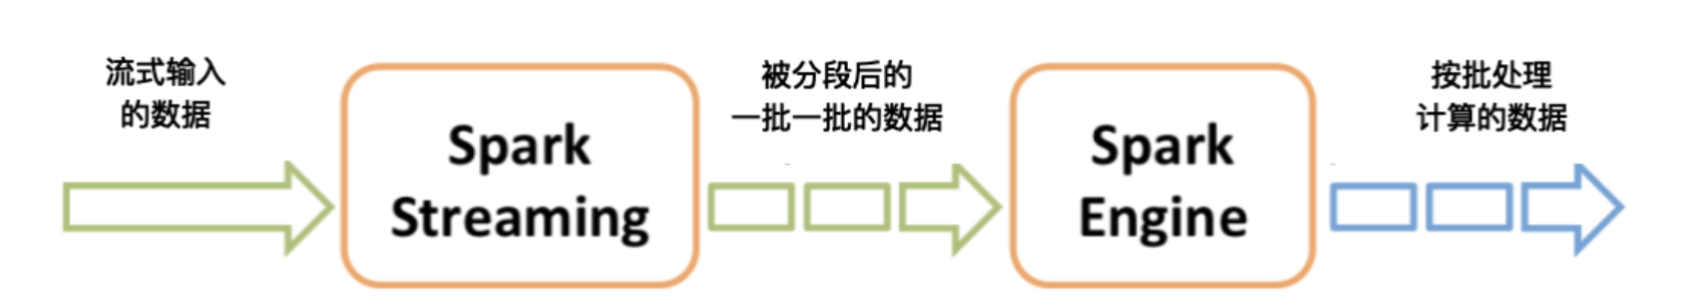 流式输入
的数据
Spark
Streaming
被分段后的
一批一批的数据
Spark
Engine
按批处理
计算的数据